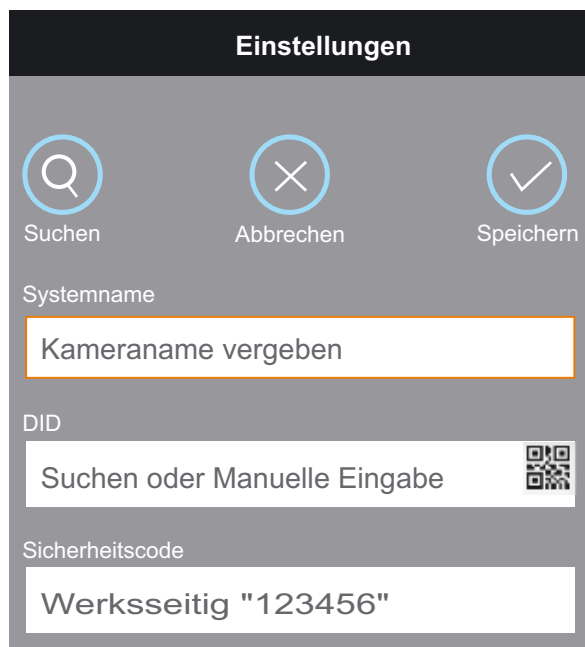 Einstellungen
Suchen
Abbrechen
Speichern
Systemname
Kameraname vergeben
DID
Suchen oder Manuelle Eingabe
Sicherheitscode
Werksseitig "123456"